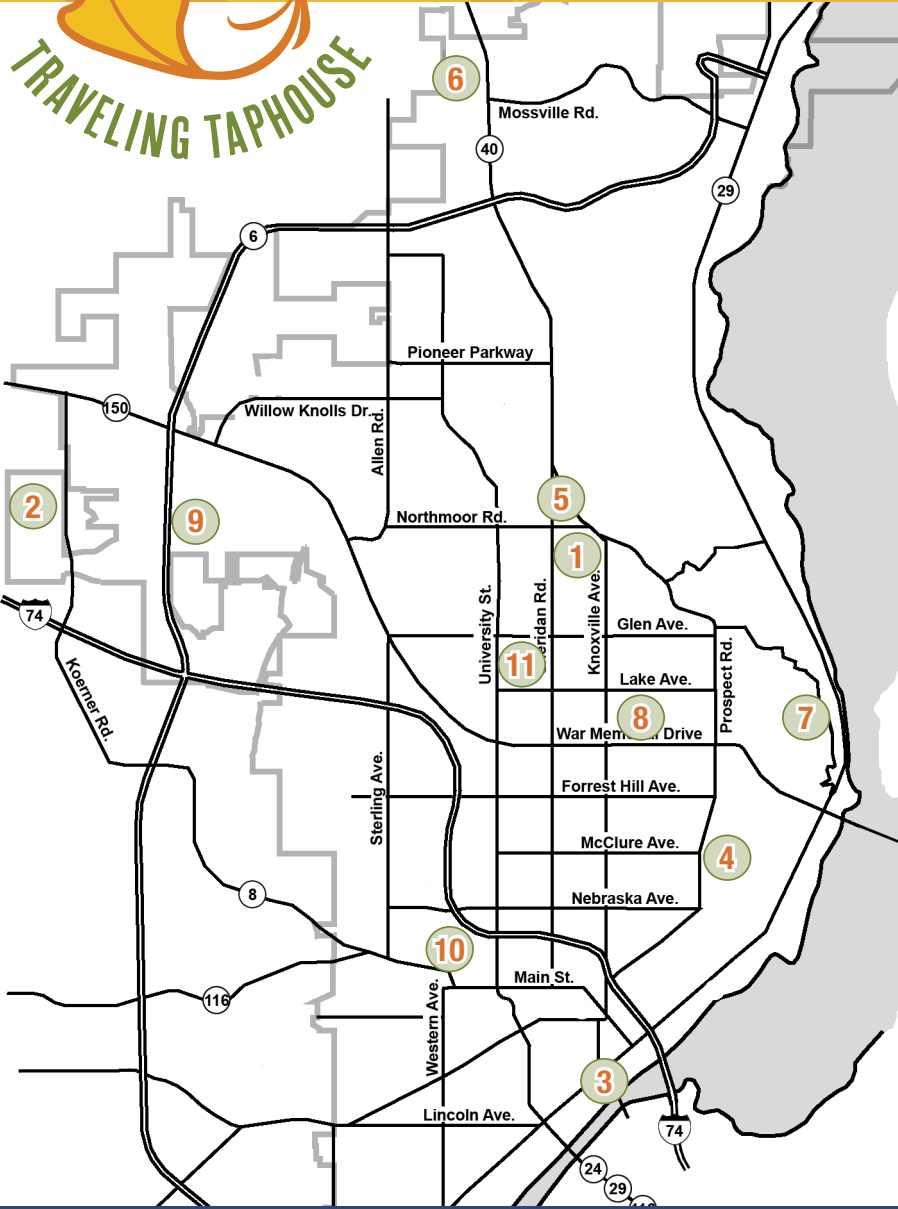 TRAVELING TAPHOUSE
6
Mossville Rd.
40
29
6
Pioneer Parkway
150
Willow Knolls Dr.
Allen Rd.
2
9
5
Northmoor Rd.
1
74
University St.
Knoxville Ave.
Glen Ave.
11
Lake Ave.
Prospect Rd.
Koerner Rd.
8
7
War Drive
Sterling Ave.
Forrest Hill Ave.
McClure Ave.
4
8
Nebraska Ave.
10
Main St.
116
Western Ave.
3
Lincoln Ave.
74
24
29